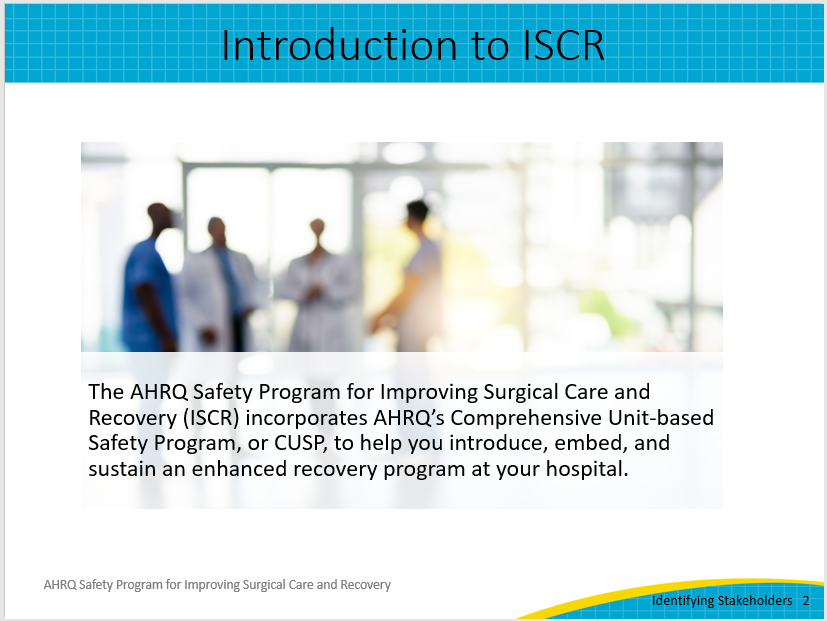 Introduction to ISCR
The AHRQ Safety Program for Improving Surgical Care and
Recovery (ISCR) incorporates AHRQ’s Comprehensive Unit-based
Safety Program, or CUSP, to help you introduce, embed, and
sustain an enhanced recovery program at your hospital.
AHRQ Safety Program for Improving Surgical Care and Recovery
Identifying Stakeholders 2